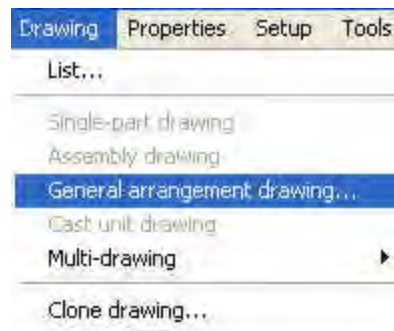 Drawing Properties Setup Tools
List...
Single-part drawing
Assembly drawing
General arrangement drawing...
Cast unit drawing
Multi-drawing
Clone drawing...